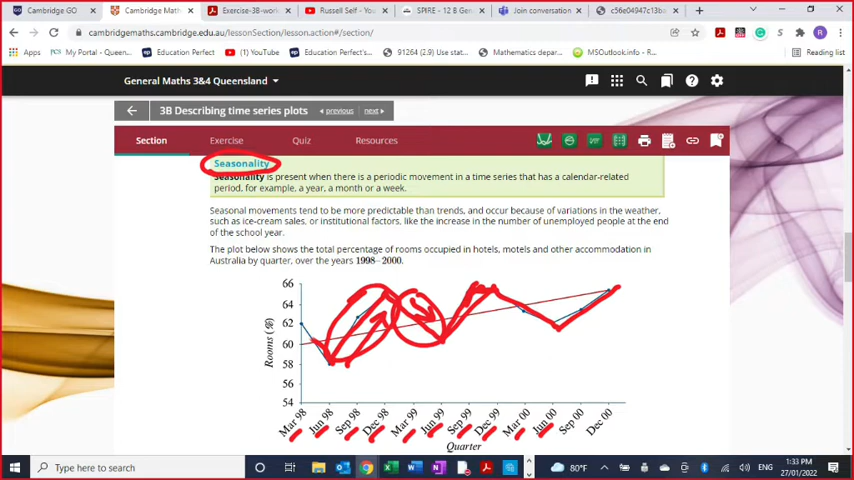 Cambridge GO
Cambridge Math
Exercise-3B-work
Russell Self - You
SPIRE - 12 B Gen
Join conversation
c56e04947c13ba
cambridgemaths.cambridge.edu.au/lessonSection/lesson.action#/section/
Apps
My Portal - Queen...
(1) YouTube
Education Perfect's...
91264 (2.9) Use stat...
Mathematics depar...
MSOutlook.info - R...
Education Perfect's...
Reading list
General Maths 3&4 Queensland
3B Describing time series plots
previous
next
Section
Exercise
Quiz
Resources
Seasonality
Seasonality is present when there is a periodic movement in a time series that has a calendar-related
period, for example, a year, a month or a week.
Seasonal movements tend to be more predictable than trends, and occur because of variations in the weather,
such as ice-cream sales, or institutional factors, like the increase in the number of unemployed people at the end
of the school year.
The plot below shows the total percentage of rooms occupied in hotels, motels and other accommodation in
Australia by quarter, over the years 1998–2000.
66
64
62
60
58
56
54
Rooms (%)
Mar 98
Jun 98
Sep 98
Dec 98
Mar 99
Jun 99
Sep 99
Dec 99
Mar 00
Jun 00
Sep 00
Dec 00
Quarter
Type here to search
80°F
ENG
1:33 PM
27/01/2022